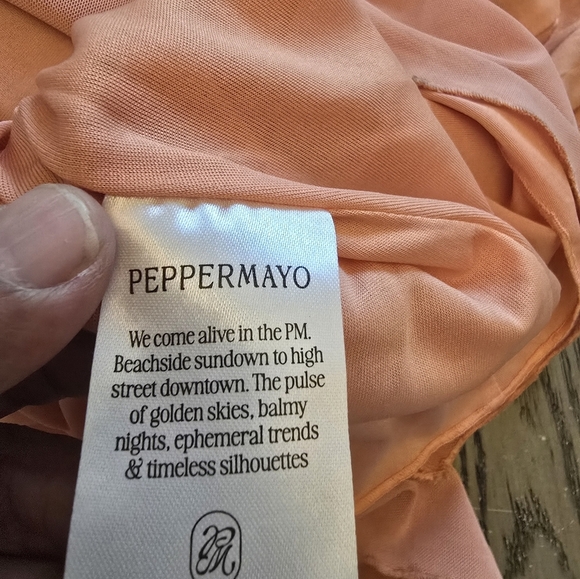 PEPPERMAYO
We come alive in the PM.
Beachside sundown to high
street downtown. The pulse
of golden skies, balmy
nights, ephemeral trends
& timeless silhouettes
PM